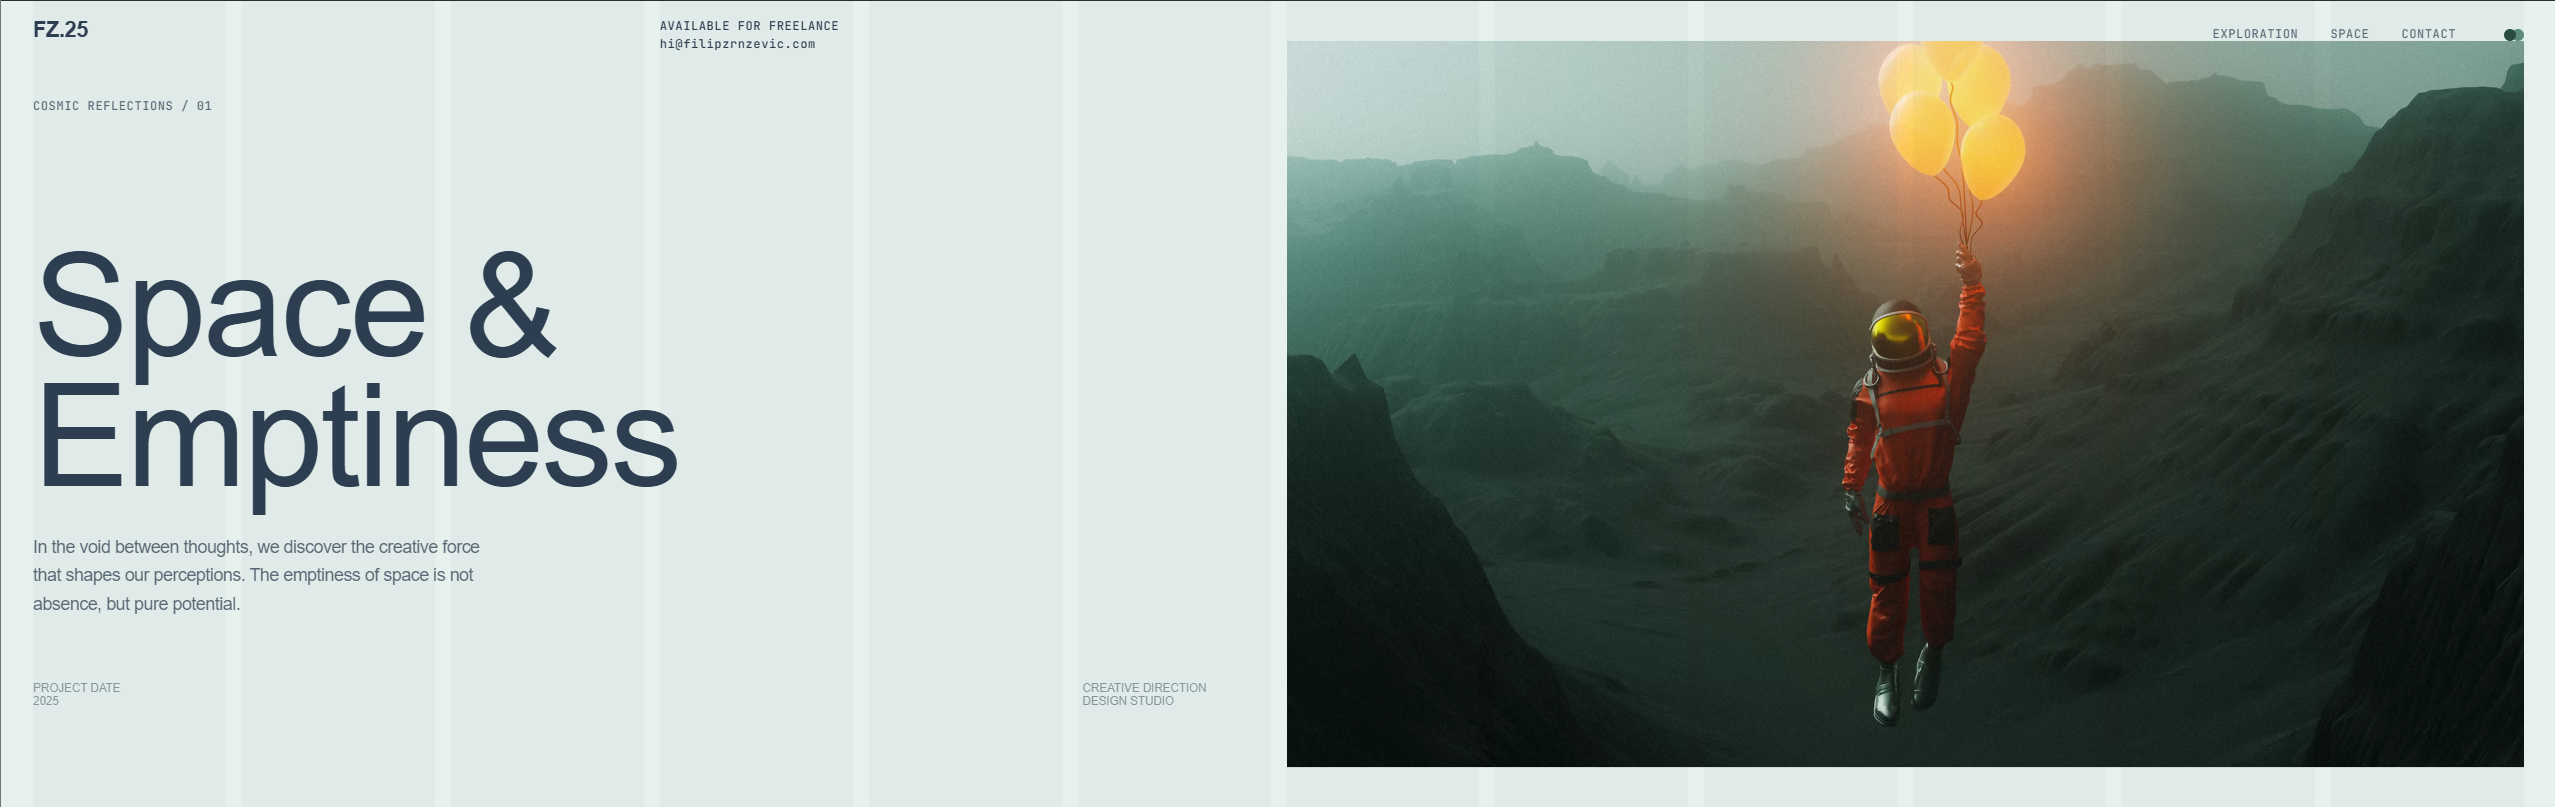 FZ.25
AVAILABLE FOR FREELANCE
hi@filipzrnzevic.com
EXPLORATION
SPACE
CONTACT
COSMIC REFLECTIONS / 01
Space &
Emptiness
In the void between thoughts, we discover the creative force
that shapes our perceptions. The emptiness of space is not
absence, but pure potential.
PROJECT DATE
2025
CREATIVE DIRECTION
DESIGN STUDIO